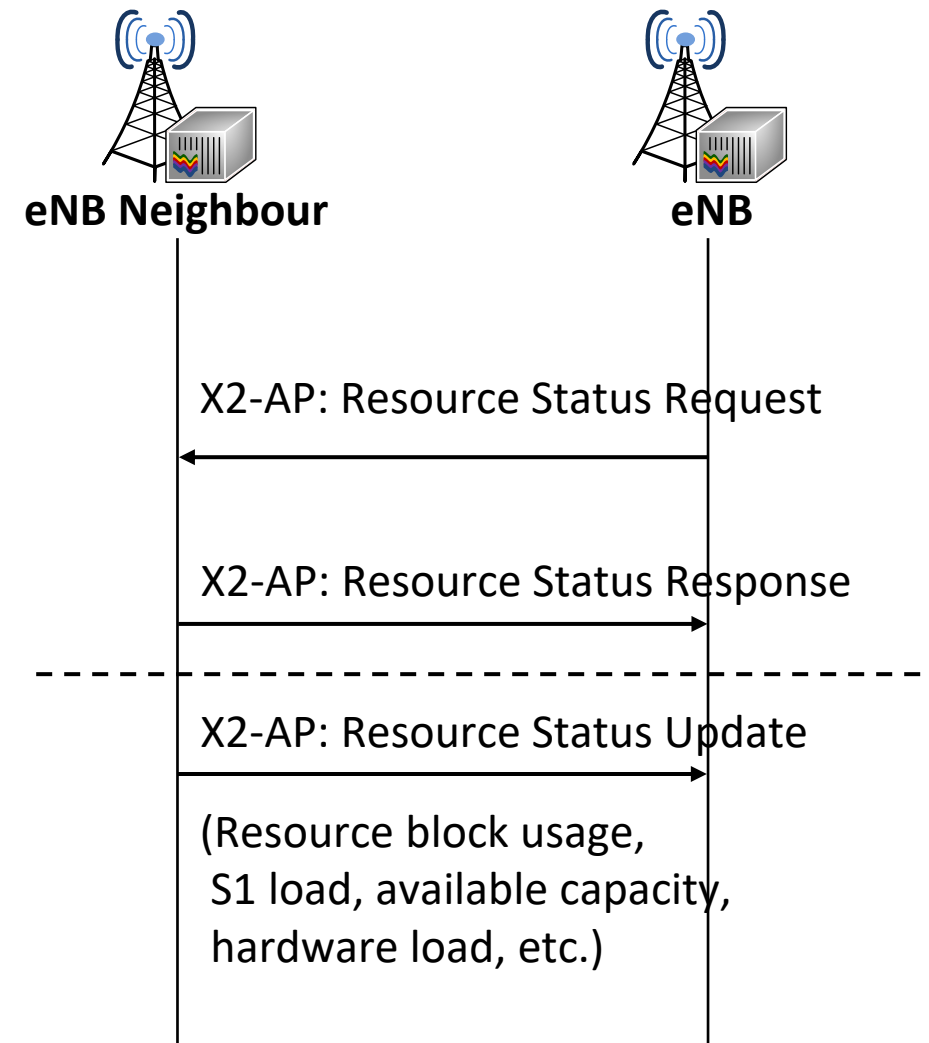 eNB Neighbour
eNB
X2-AP: Resource Status Request
X2-AP: Resource Status Response
X2-AP: Resource Status Update
(Resource block usage,
S1 load, available capacity,
hardware load, etc.)